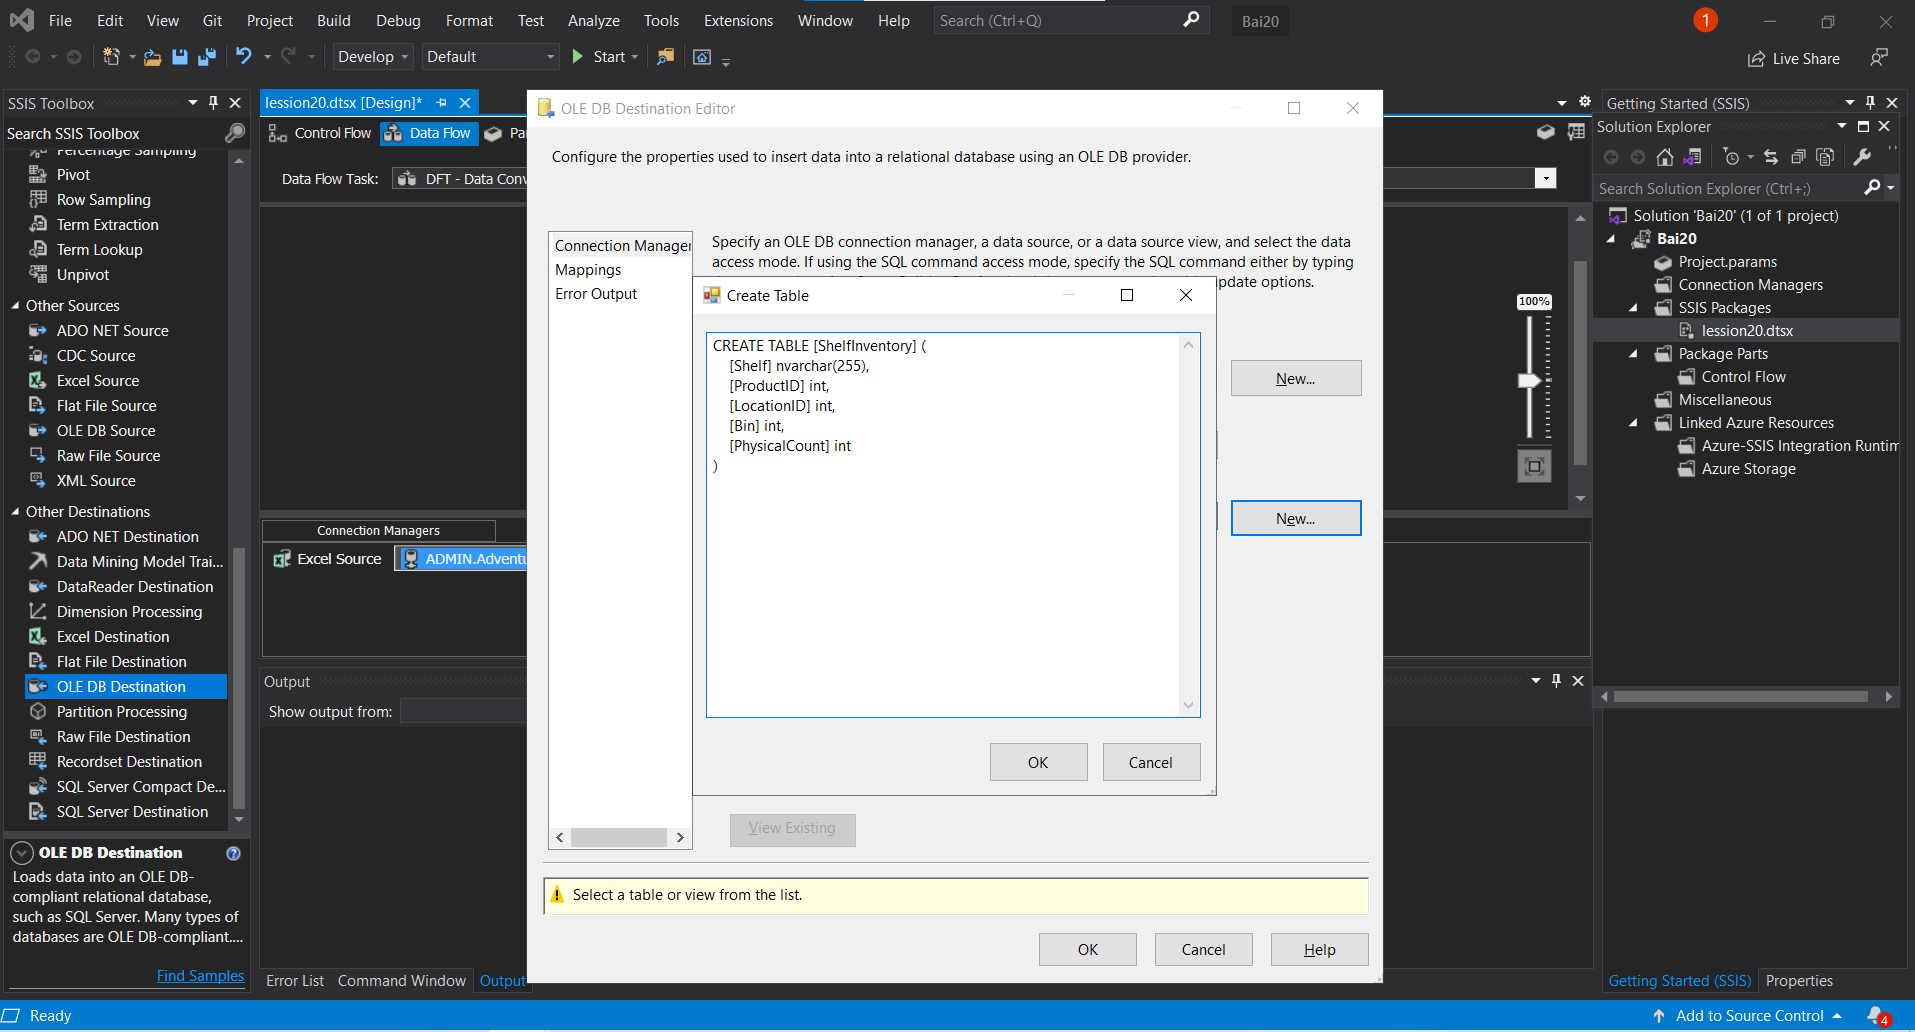 File Edit View Git Project Build Debug Format Test Analyze Tools Extensions Window Help Search (Ctrl+Q) Bai20 1
Develop Default Start Live Share
SSIS Toolbox
Search SSIS Toolbox
Percentage Sampling
Pivot
Row Sampling
Term Extraction
Term Lookup
Unpivot
Other Sources
ADO NET Source
CDC Source
Excel Source
Flat File Source
OLE DB Source
Raw File Source
XML Source
Other Destinations
ADO NET Destination
Data Mining Model Trai...
DataReader Destination
Dimension Processing
Excel Destination
Flat File Destination
OLE DB Destination
Partition Processing
Raw File Destination
Recordset Destination
SQL Server Compact De...
SQL Server Destination
OLE DB Destination
Loads data into an OLE DB-
compliant relational database,
such as SQL Server. Many types of
databases are OLE DB-compliant....
Find Samples
lession20.dtsx [Design]*
Control Flow Data Flow
Data Flow Task: DFT - Data
Connection Managers
Excel Source
Output
Show output from:
Error List Command Window Output
OLE DB Destination Editor
Configure the properties used to insert data into a relational database using an OLE DB provider.
Connection Manager
Mappings
Error Output
Specify an OLE DB connection manager, a data source, or a data source view, and select the data
access mode. If using the SQL command access mode, specify the SQL command either by typing
update options.
Create Table
CREATE TABLE [ShelfInventory] (
[Shelf] nvarchar(255),
[ProductID] int,
[LocationID] int,
[Bin] int,
[PhysicalCount] int
)
OK Cancel
New...
New...
View Existing
Select a table or view from the list.
OK Cancel Help
100%
Getting Started (SSIS)
Solution Explorer
Search Solution Explorer (Ctrl+;)
Solution 'Bai20' (1 of 1 project)
Bai20
Project.params
Connection Managers
SSIS Packages
lession20.dtsx
Package Parts
Control Flow
Miscellaneous
Linked Azure Resources
Azure-SSIS Integration Runtim
Azure Storage
Getting Started (SSIS) Properties
Ready
Add to Source Control 4